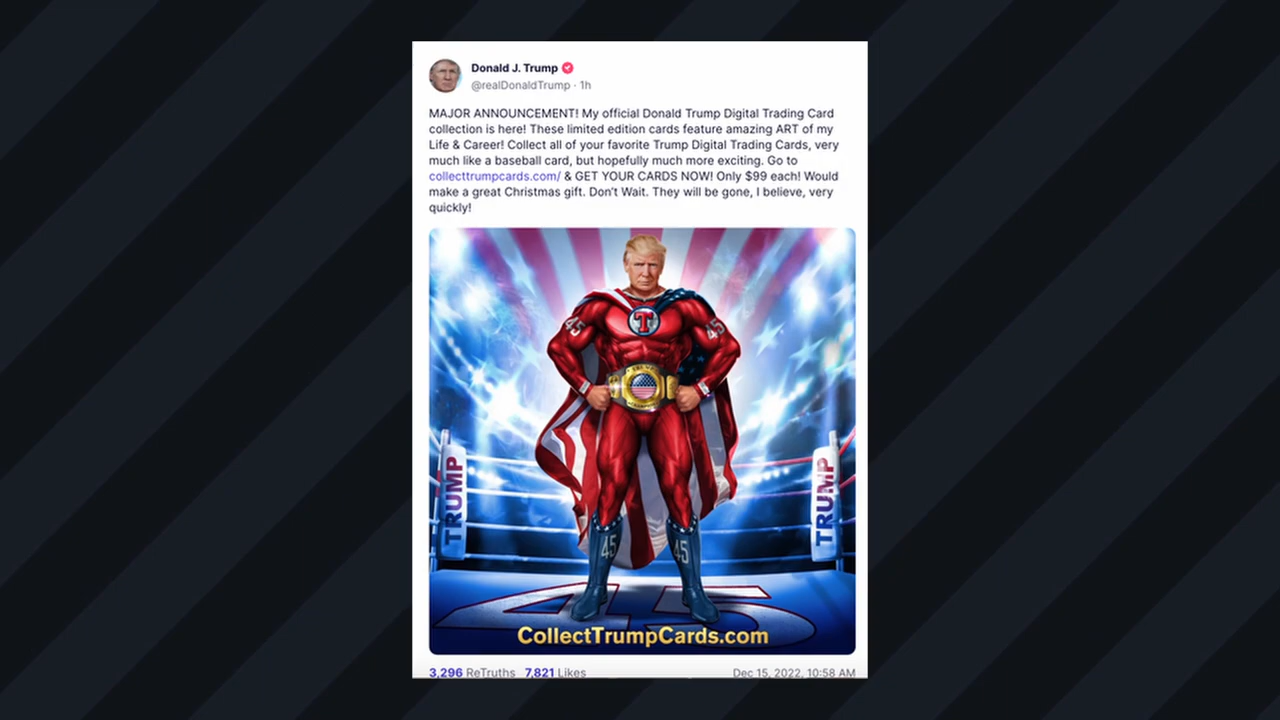 Donald J. Trump
@realDonaldTrump · 1h
MAJOR ANNOUNCEMENT! My official Donald Trump Digital Trading Card
collection is here! These limited edition cards feature amazing ART of my
Life & Career! Collect all of your favorite Trump Digital Trading Cards, very
much like a baseball card, but hopefully much more exciting. Go to
collecttrumpcards.com/ & GET YOUR CARDS NOW! Only $99 each! Would
make a great Christmas gift. Don't Wait. They will be gone, I believe, very
quickly!
T
45
45
TRUMP
TRUMP
45
45
45
CollectTrumpCards.com
3,296 ReTruths 7,821 Likes
Dec 15, 2022, 10:58 AM